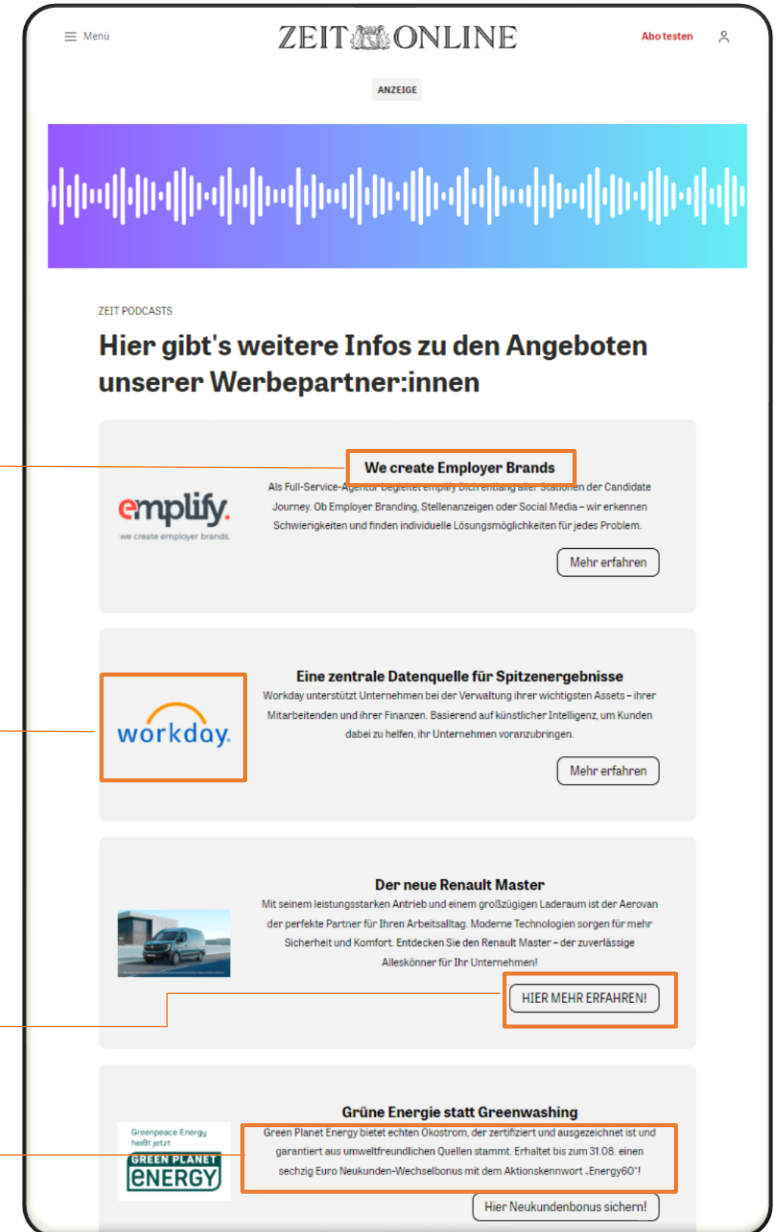 Menü
ZEIT ONLINE
Abo testen
ANZEIGE
ZEIT PODCASTS
Hier gibt's weitere Infos zu den Angeboten
unserer Werbepartner:innen
emplify.
we create employer brands.
We create Employer Brands
Als Full-Service-Agentur begleitet emplify Dich entlang aller Stationen der Candidate
Journey. Ob Employer Branding, Stellenanzeigen oder Social Media – wir erkennen
Schwierigkeiten und finden individuelle Lösungsmöglichkeiten für jedes Problem.
Mehr erfahren
workday.
Eine zentrale Datenquelle für Spitzenergebnisse
Workday unterstützt Unternehmen bei der Verwaltung ihrer wichtigsten Assets – ihrer
Mitarbeitenden und ihrer Finanzen. Basierend auf künstlicher Intelligenz, um Kunden
dabei zu helfen, ihr Unternehmen voranzubringen.
Mehr erfahren
Der neue Renault Master
Mit seinem leistungsstarken Antrieb und einem großzügigen Laderaum ist der Aerovan
der perfekte Partner für Ihren Arbeitsalltag. Moderne Technologien sorgen für mehr
Sicherheit und Komfort. Entdecken Sie den Renault Master – der zuverlässige
Alleskönner für Ihr Unternehmen!
HIER MEHR ERFAHREN!
Greenpeace Energy
heißt jetzt
GREEN PLANET
ENERGY
Grüne Energie statt Greenwashing
Green Planet Energy bietet echten Ökostrom, der zertifiziert und ausgezeichnet ist und
garantiert aus umweltfreundlichen Quellen stammt. Erhaltet bis zum 31.08. einen
sechzig Euro Neukunden-Wechselbonus mit dem Aktionskennwort „Energy60"!
Hier Neukundenbonus sichern!